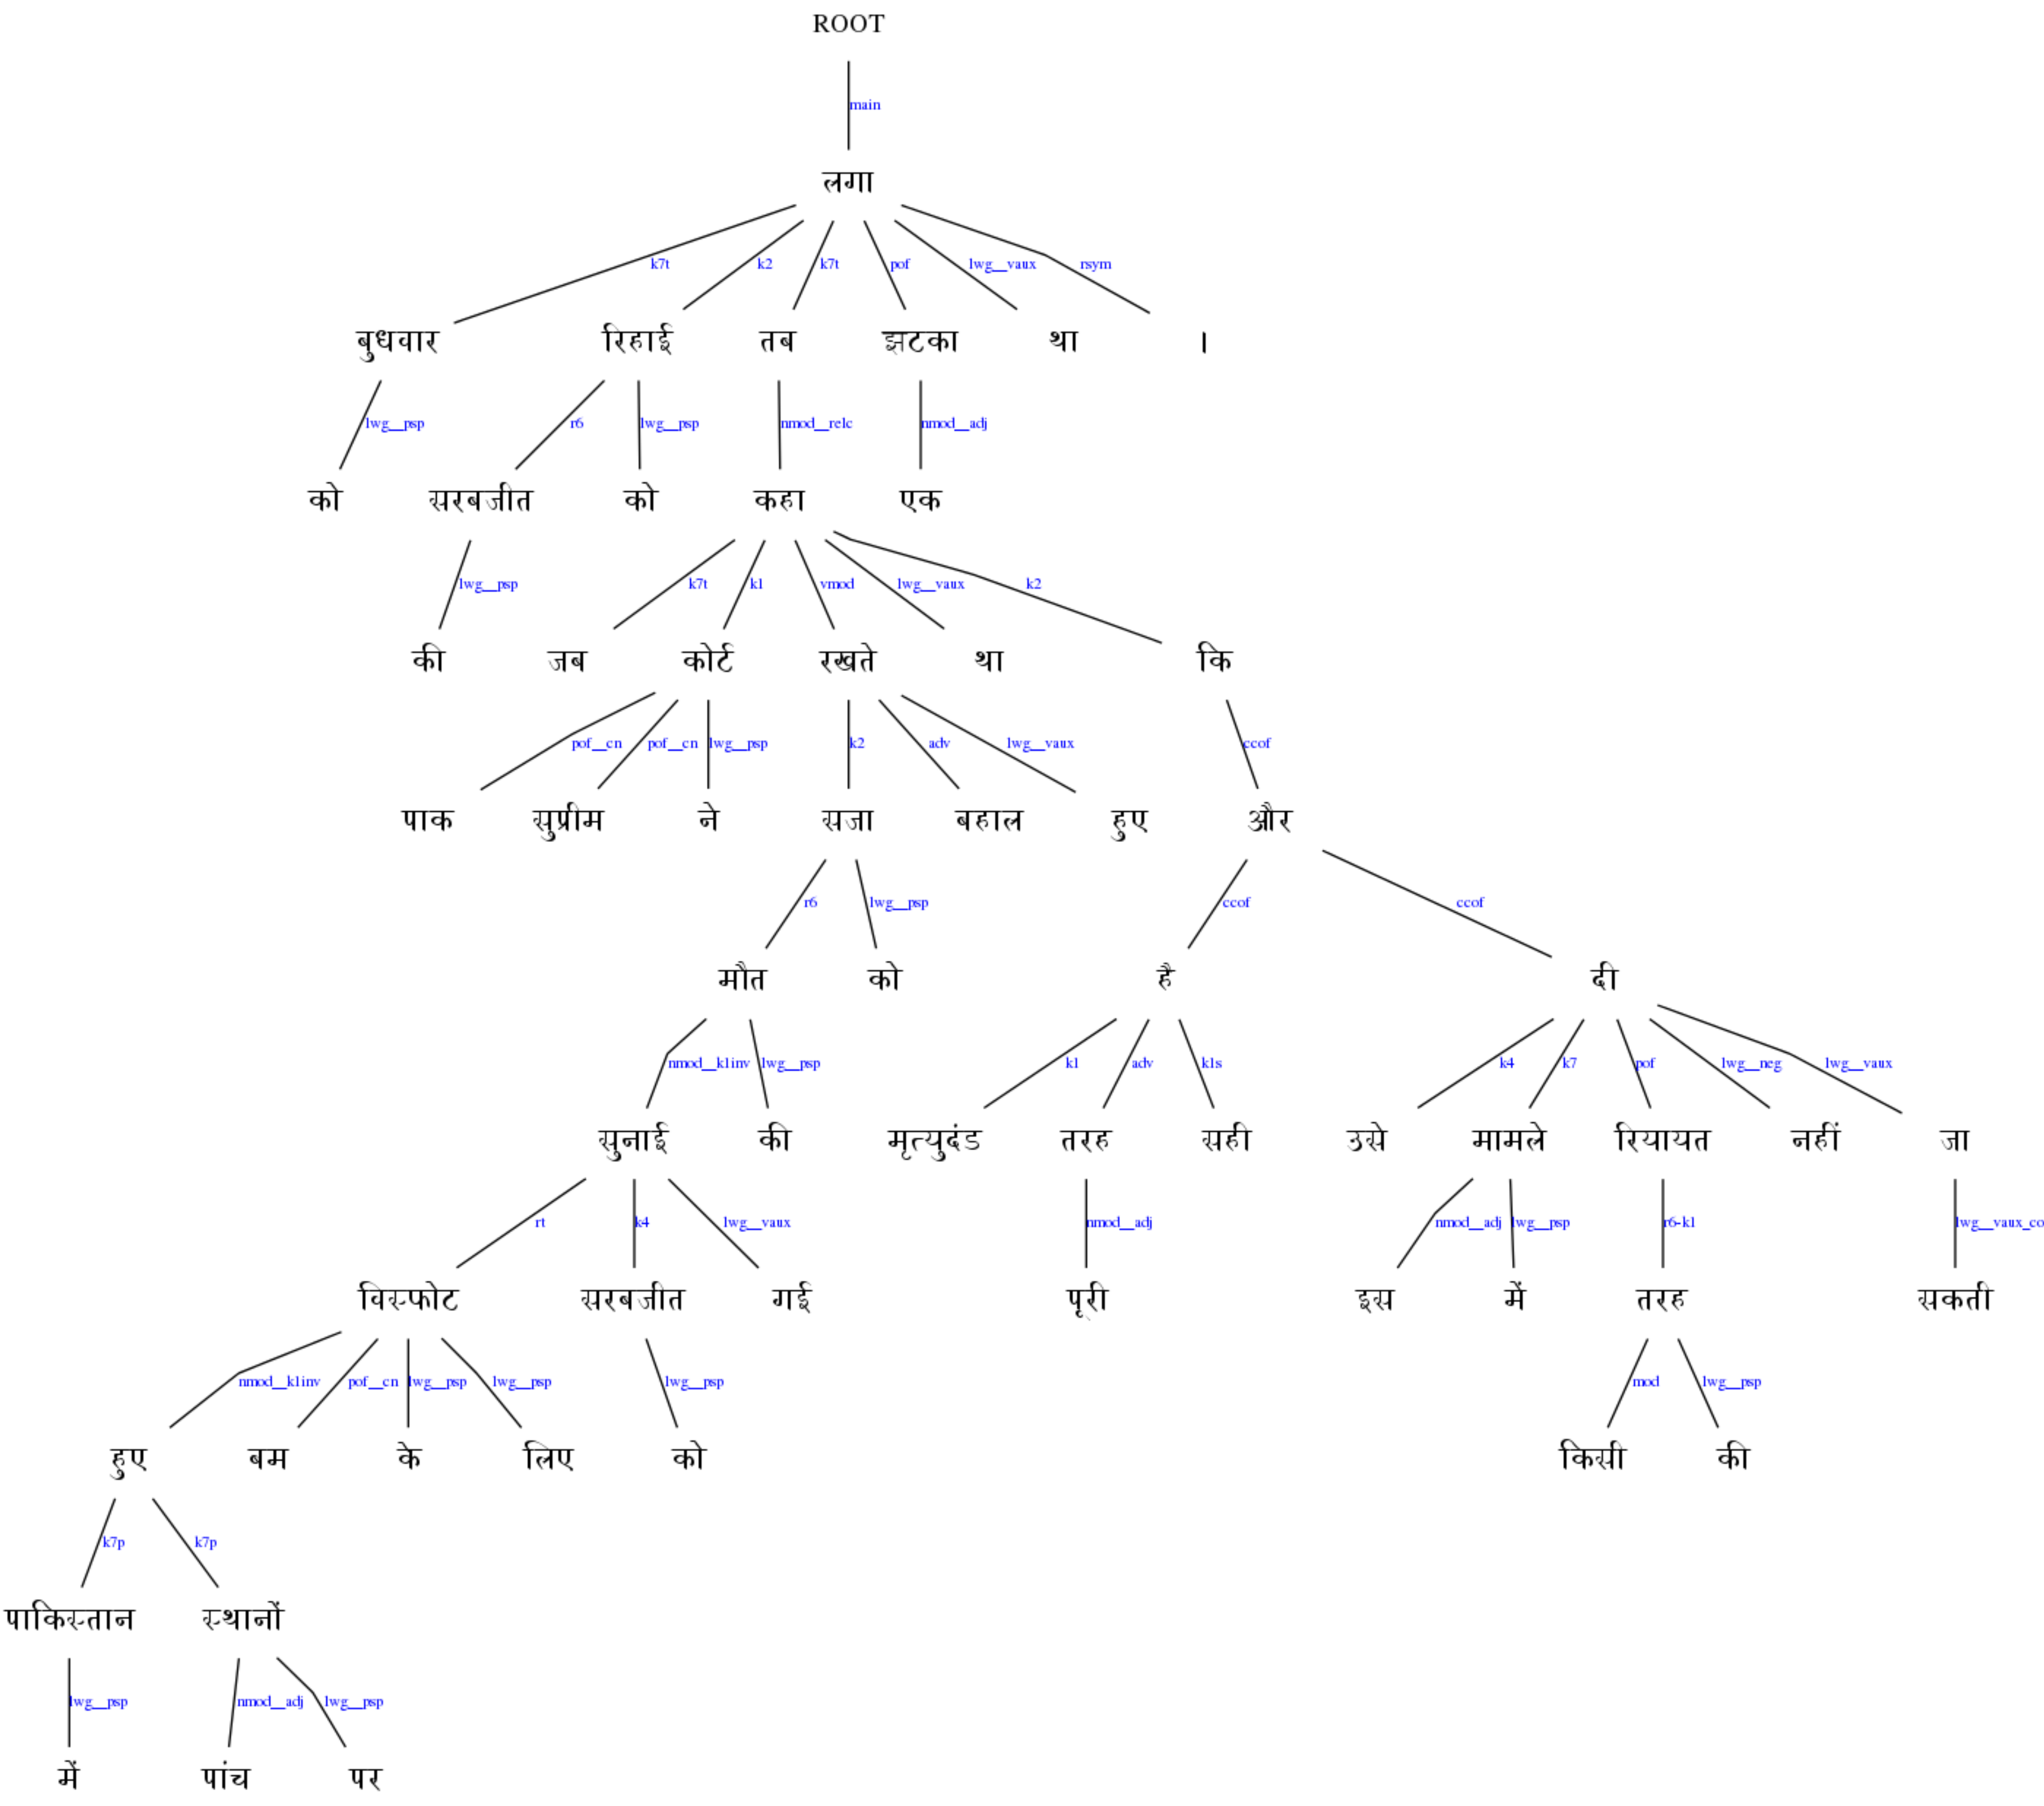 ROOT
main
लगा
k7t k2 k7t pof lwg__vaux rsym
बुधवार रिहाई तब झटका था ।
lwg__psp r6 lwg__psp nmod__relc nmod__adj
को सरबजीत को कहा एक
lwg__psp k7t k1 vmod lwg__vaux k2
की जब कोर्ट रखते था कि
pof__cn pof__cn lwg__psp k2 adv lwg__vaux ccof
पाक सुप्रीम ने सजा बहाल हुए और
r6 lwg__psp ccof ccof
मौत को है दी
nmod__k1inv lwg__psp k1 adv k1s k4 k7 pof lwg__neg lwg__vaux
सुनाई की मृत्युदंड तरह सही उसे मामले रियायत नहीं जा
rt k4 lwg__vaux nmod__adj nmod__adj lwg__psp r6-k1 lwg__vaux_co
विस्फोट सरबजीत गई पूरी इस में तरह सकती
nmod__k1inv pof__cn lwg__psp lwg__psp lwg__psp mod lwg__psp
हुए बम के लिए को किसी की
k7p k7p
पाकिस्तान स्थानों
lwg__psp nmod__adj lwg__psp
में पांच पर